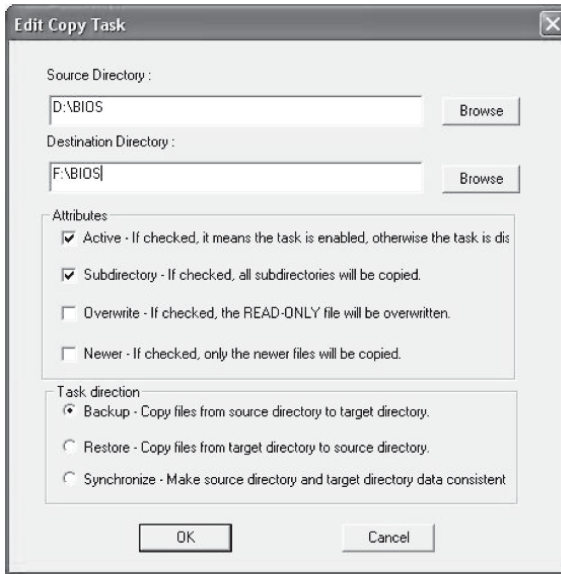 Edit Copy Task
Source Directory :
D:\BIOS
Browse
Destination Directory :
F:\BIOS
Browse
Attributes
Active - If checked, it means the task is enabled, otherwise the task is dis
Subdirectory - If checked, all subdirectories will be copied.
Overwrite - If checked, the READ-ONLY file will be overwritten.
Newer - If checked, only the newer files will be copied.
Task direction
Backup - Copy files from source directory to target directory.
Restore - Copy files from target directory to source directory.
Synchronize - Make source directory and target directory data consistent
OK
Cancel